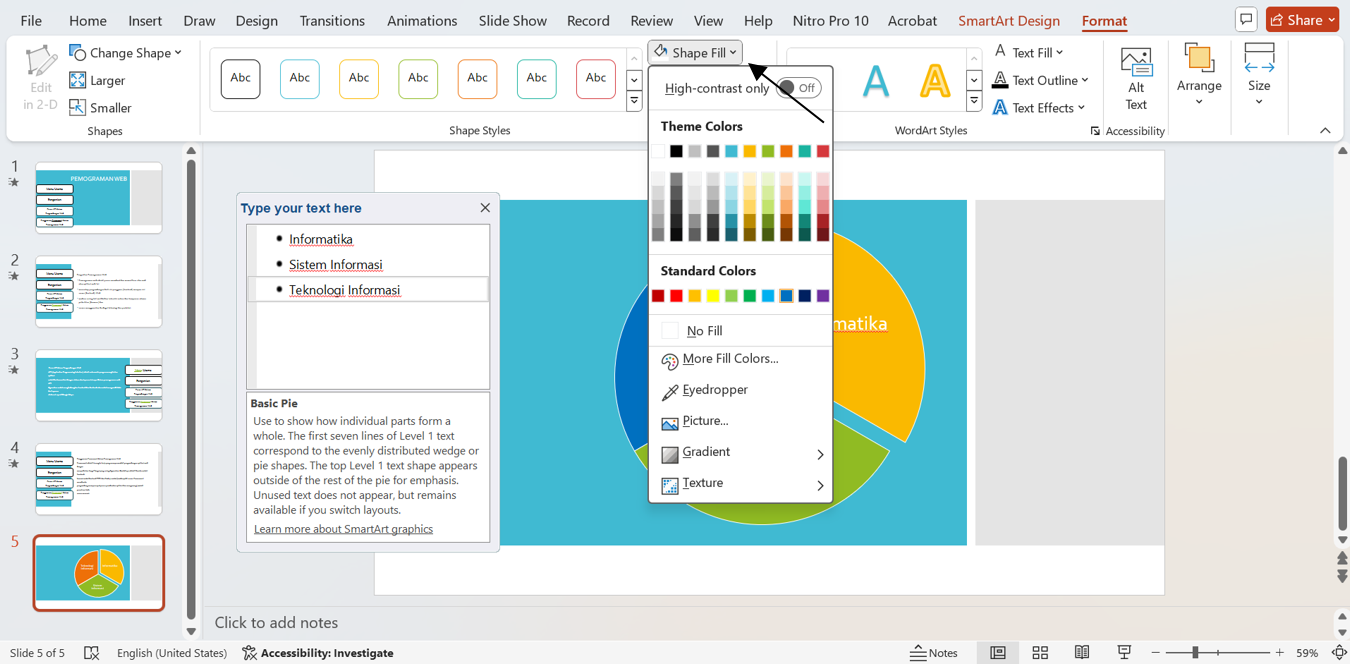 File Home Insert Draw Design Transitions Animations Slide Show Record Review View Help Nitro Pro 10 Acrobat SmartArt Design Format Share
Edit in 2-D
Change Shape
Larger
Smaller
Shapes
Abc Abc Abc Abc Abc Abc Abc
Shape Styles
Shape Fill
A A
Text Fill
Text Outline
Text Effects
WordArt Styles
Alt Text
Accessibility
Arrange
Size
High-contrast only Off
Theme Colors
Standard Colors
No Fill
More Fill Colors...
Eyedropper
Picture...
Gradient
Texture
1
PEMOGRAMAN WEB
2
3
4
5
Type your text here
Informatika
Sistem Informasi
Teknologi Informasi
Basic Pie
Use to show how individual parts form a
whole. The first seven lines of Level 1 text
correspond to the evenly distributed wedge or
pie shapes. The top Level 1 text shape appears
outside of the rest of the pie for emphasis.
Unused text does not appear, but remains
available if you switch layouts.
Learn more about SmartArt graphics
matika
Click to add notes
Slide 5 of 5 English (United States) Accessibility: Investigate Notes 59%